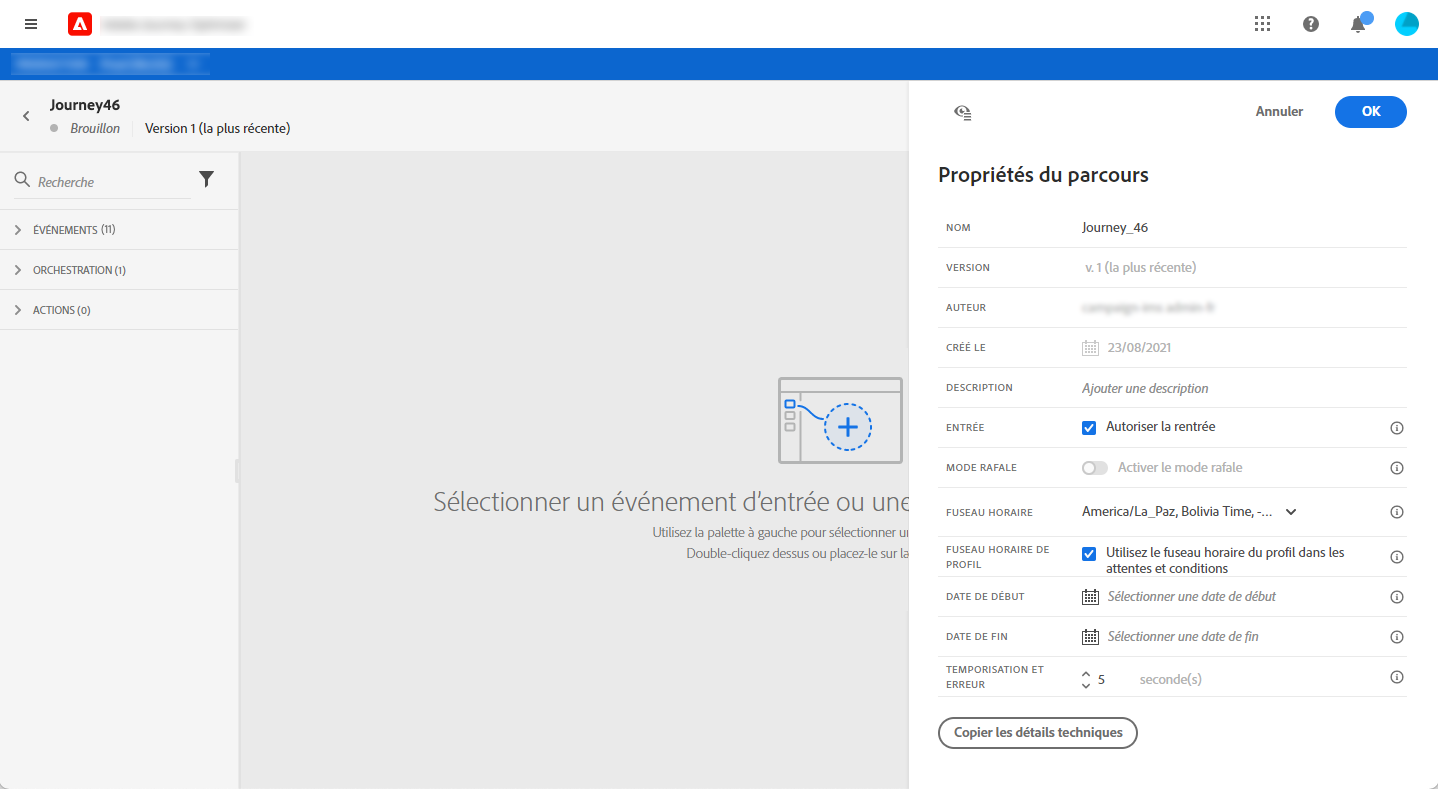 Journey46
Brouillon
Version 1 (la plus récente)
Annuler
OK
Recherche
ÉVÉNEMENTS (11)
ORCHESTRATION (1)
ACTIONS (0)
Sélectionner un événement d'entrée ou une
Utilisez la palette à gauche pour sélectionner
Double-cliquez dessus ou placez-le sur la
Propriétés du parcours
NOM Journey_46
VERSION v. 1 (la plus récente)
AUTEUR
CRÉÉ LE 23/08/2021
DESCRIPTION Ajouter une description
ENTRÉE Autoriser la rentrée
MODE RAFALE Activer le mode rafale
FUSEAU HORAIRE America/La_Paz, Bolivia Time, -...
FUSEAU HORAIRE DE
PROFIL
Utilisez le fuseau horaire du profil dans les
attentes et conditions
DATE DE DÉBUT Sélectionner une date de début
DATE DE FIN Sélectionner une date de fin
TEMPORISATION ET
ERREUR
5 seconde(s)
Copier les détails techniques